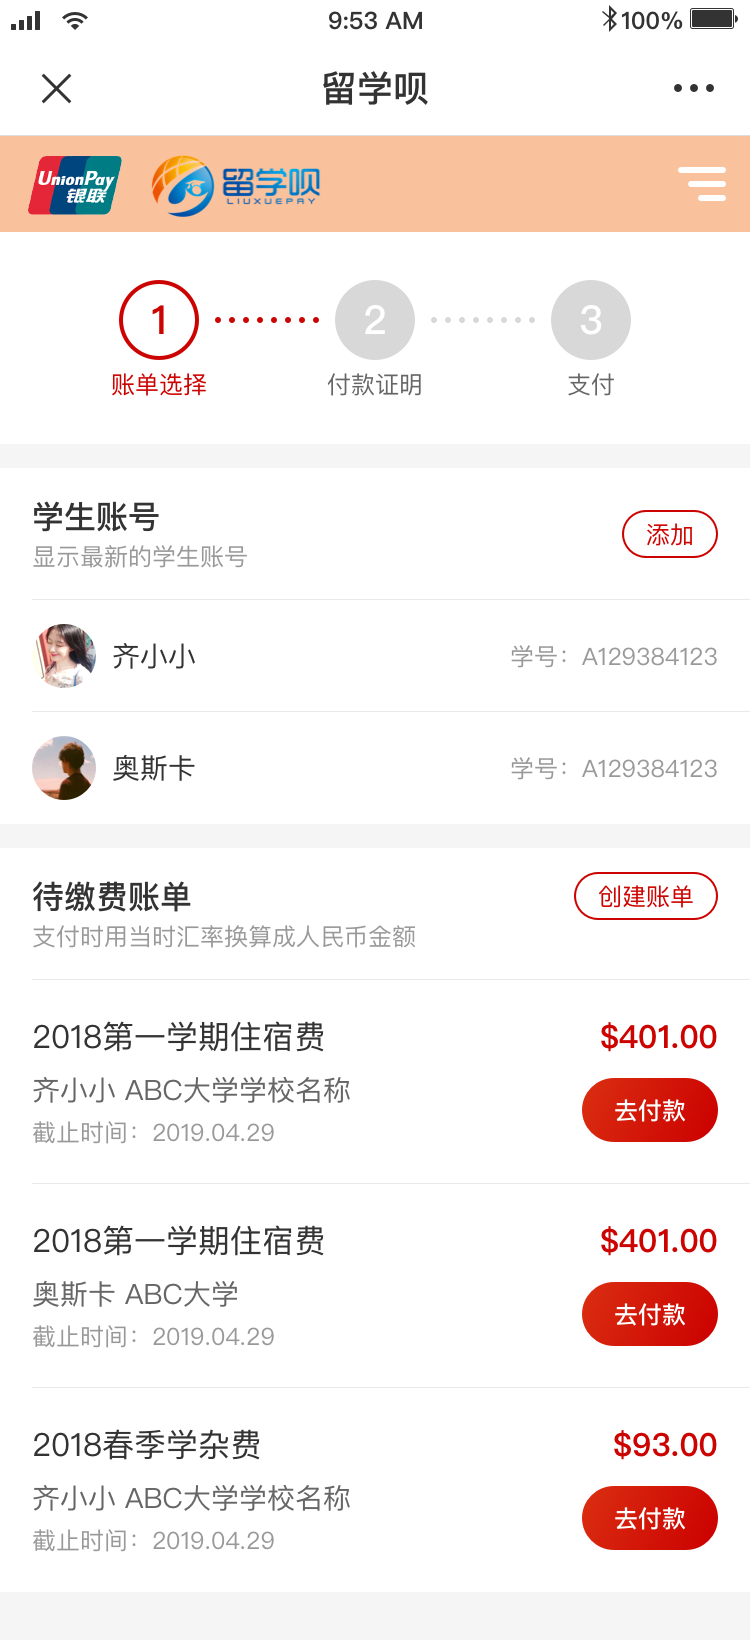 9:53 AM
100%
留学呗
UnionPay
银联
留学呗
LIUXUEPAY
1
2
3
账单选择
付款证明
支付
学生账号
显示最新的学生账号
添加
齐小小
学号：A129384123
奥斯卡
学号：A129384123
待缴费账单
支付时用当时汇率换算成人民币金额
创建账单
2018第一学期住宿费
$401.00
齐小小 ABC大学学校名称
截止时间：2019.04.29
去付款
2018第一学期住宿费
$401.00
奥斯卡 ABC大学
截止时间：2019.04.29
去付款
2018春季学杂费
$93.00
齐小小 ABC大学学校名称
截止时间：2019.04.29
去付款